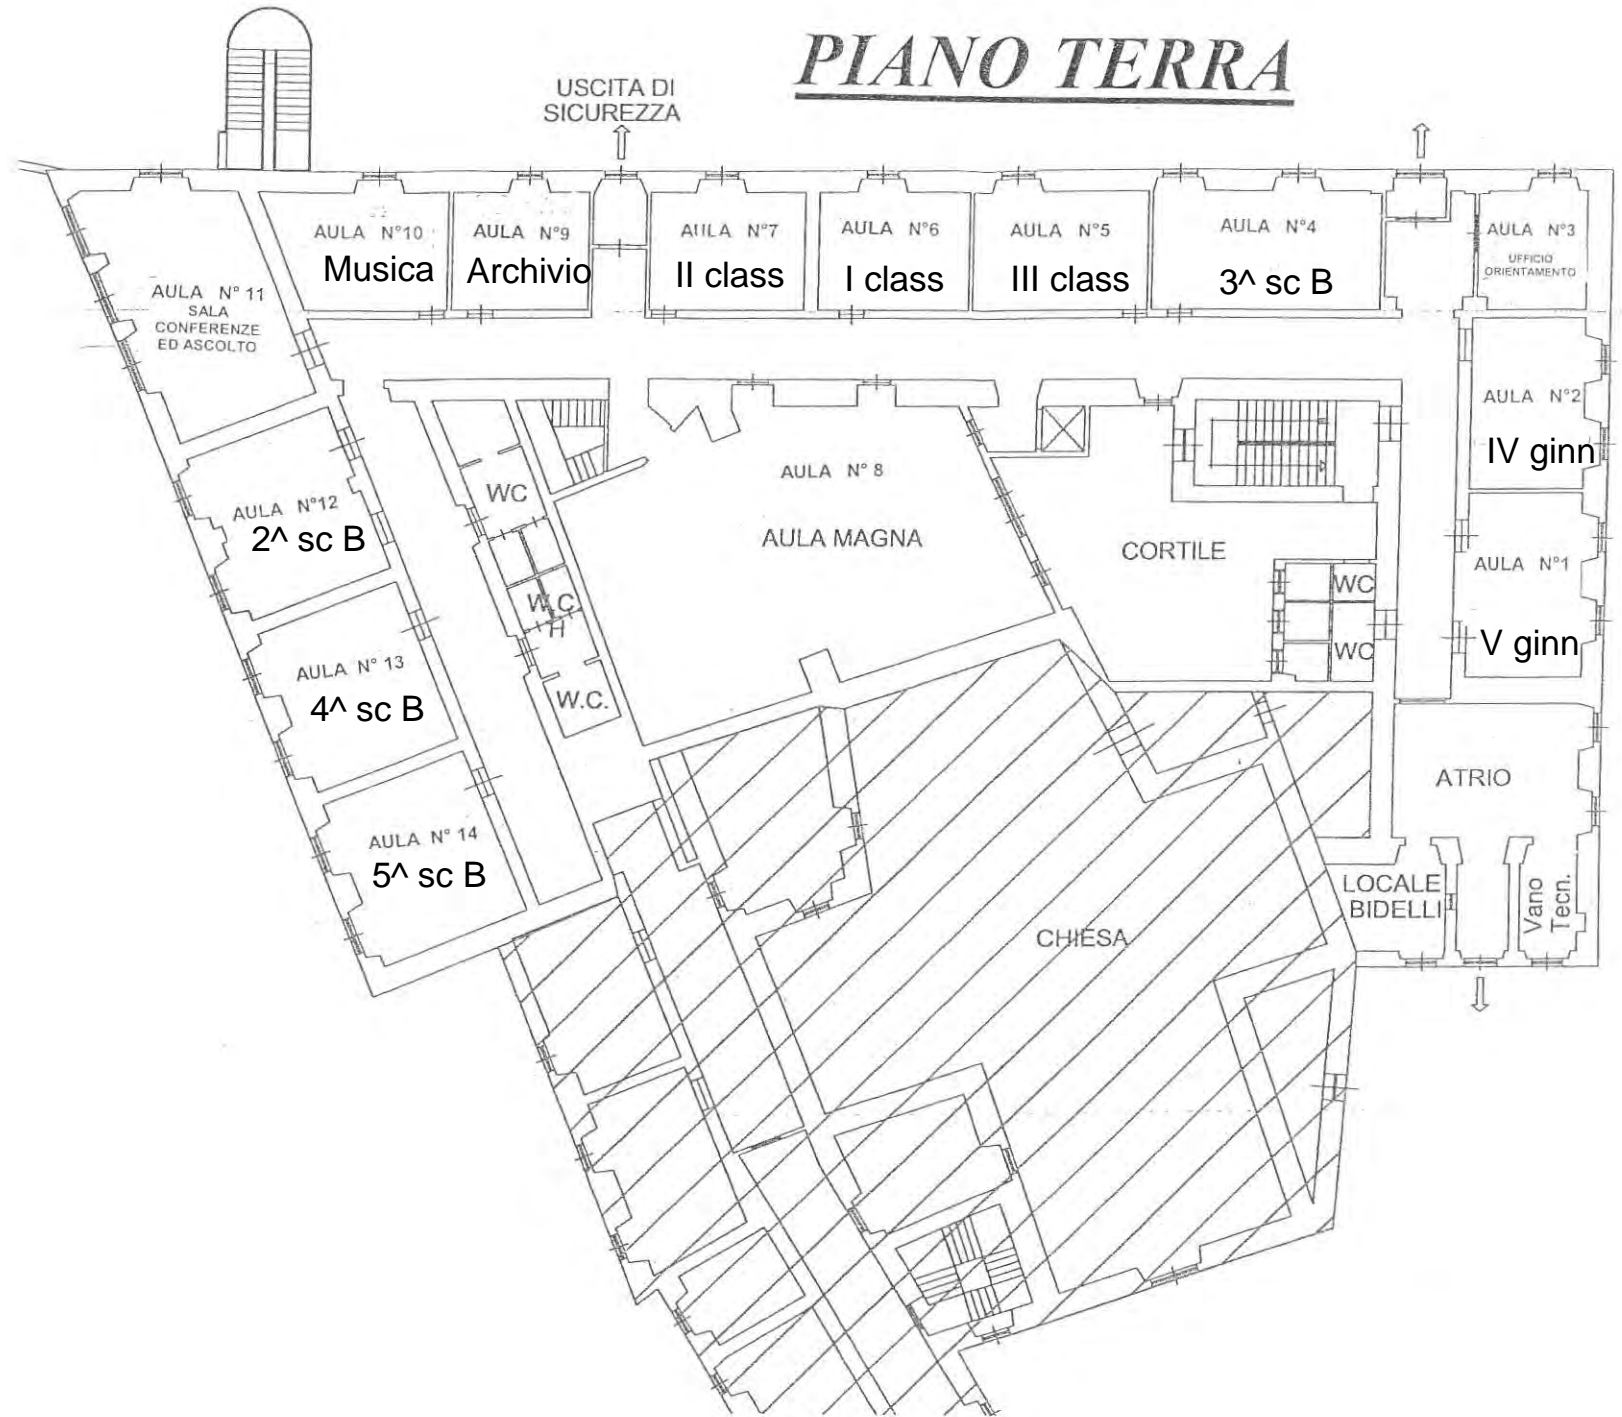 PIANO TERRA
USCITA DI
SICUREZZA
AULA N°10
Musica
AULA N°9
Archivio
AULA N°7
II class
AULA N°6
I class
AULA N°5
III class
AULA N°4
3^ sc B
AULA N°3
UFFICIO
ORIENTAMENTO
AULA N° 11
SALA
CONFERENZE
ED ASCOLTO
AULA N°2
IV ginn
AULA N°12
2^ sc B
WC
AULA N° 8
AULA MAGNA
CORTILE
AULA N°1
V ginn
WC
WC
W.C.
H
W.C.
AULA N° 13
4^ sc B
ATRIO
AULA N° 14
5^ sc B
LOCALE
BIDELLI
Vano
Tecn.
CHIESA